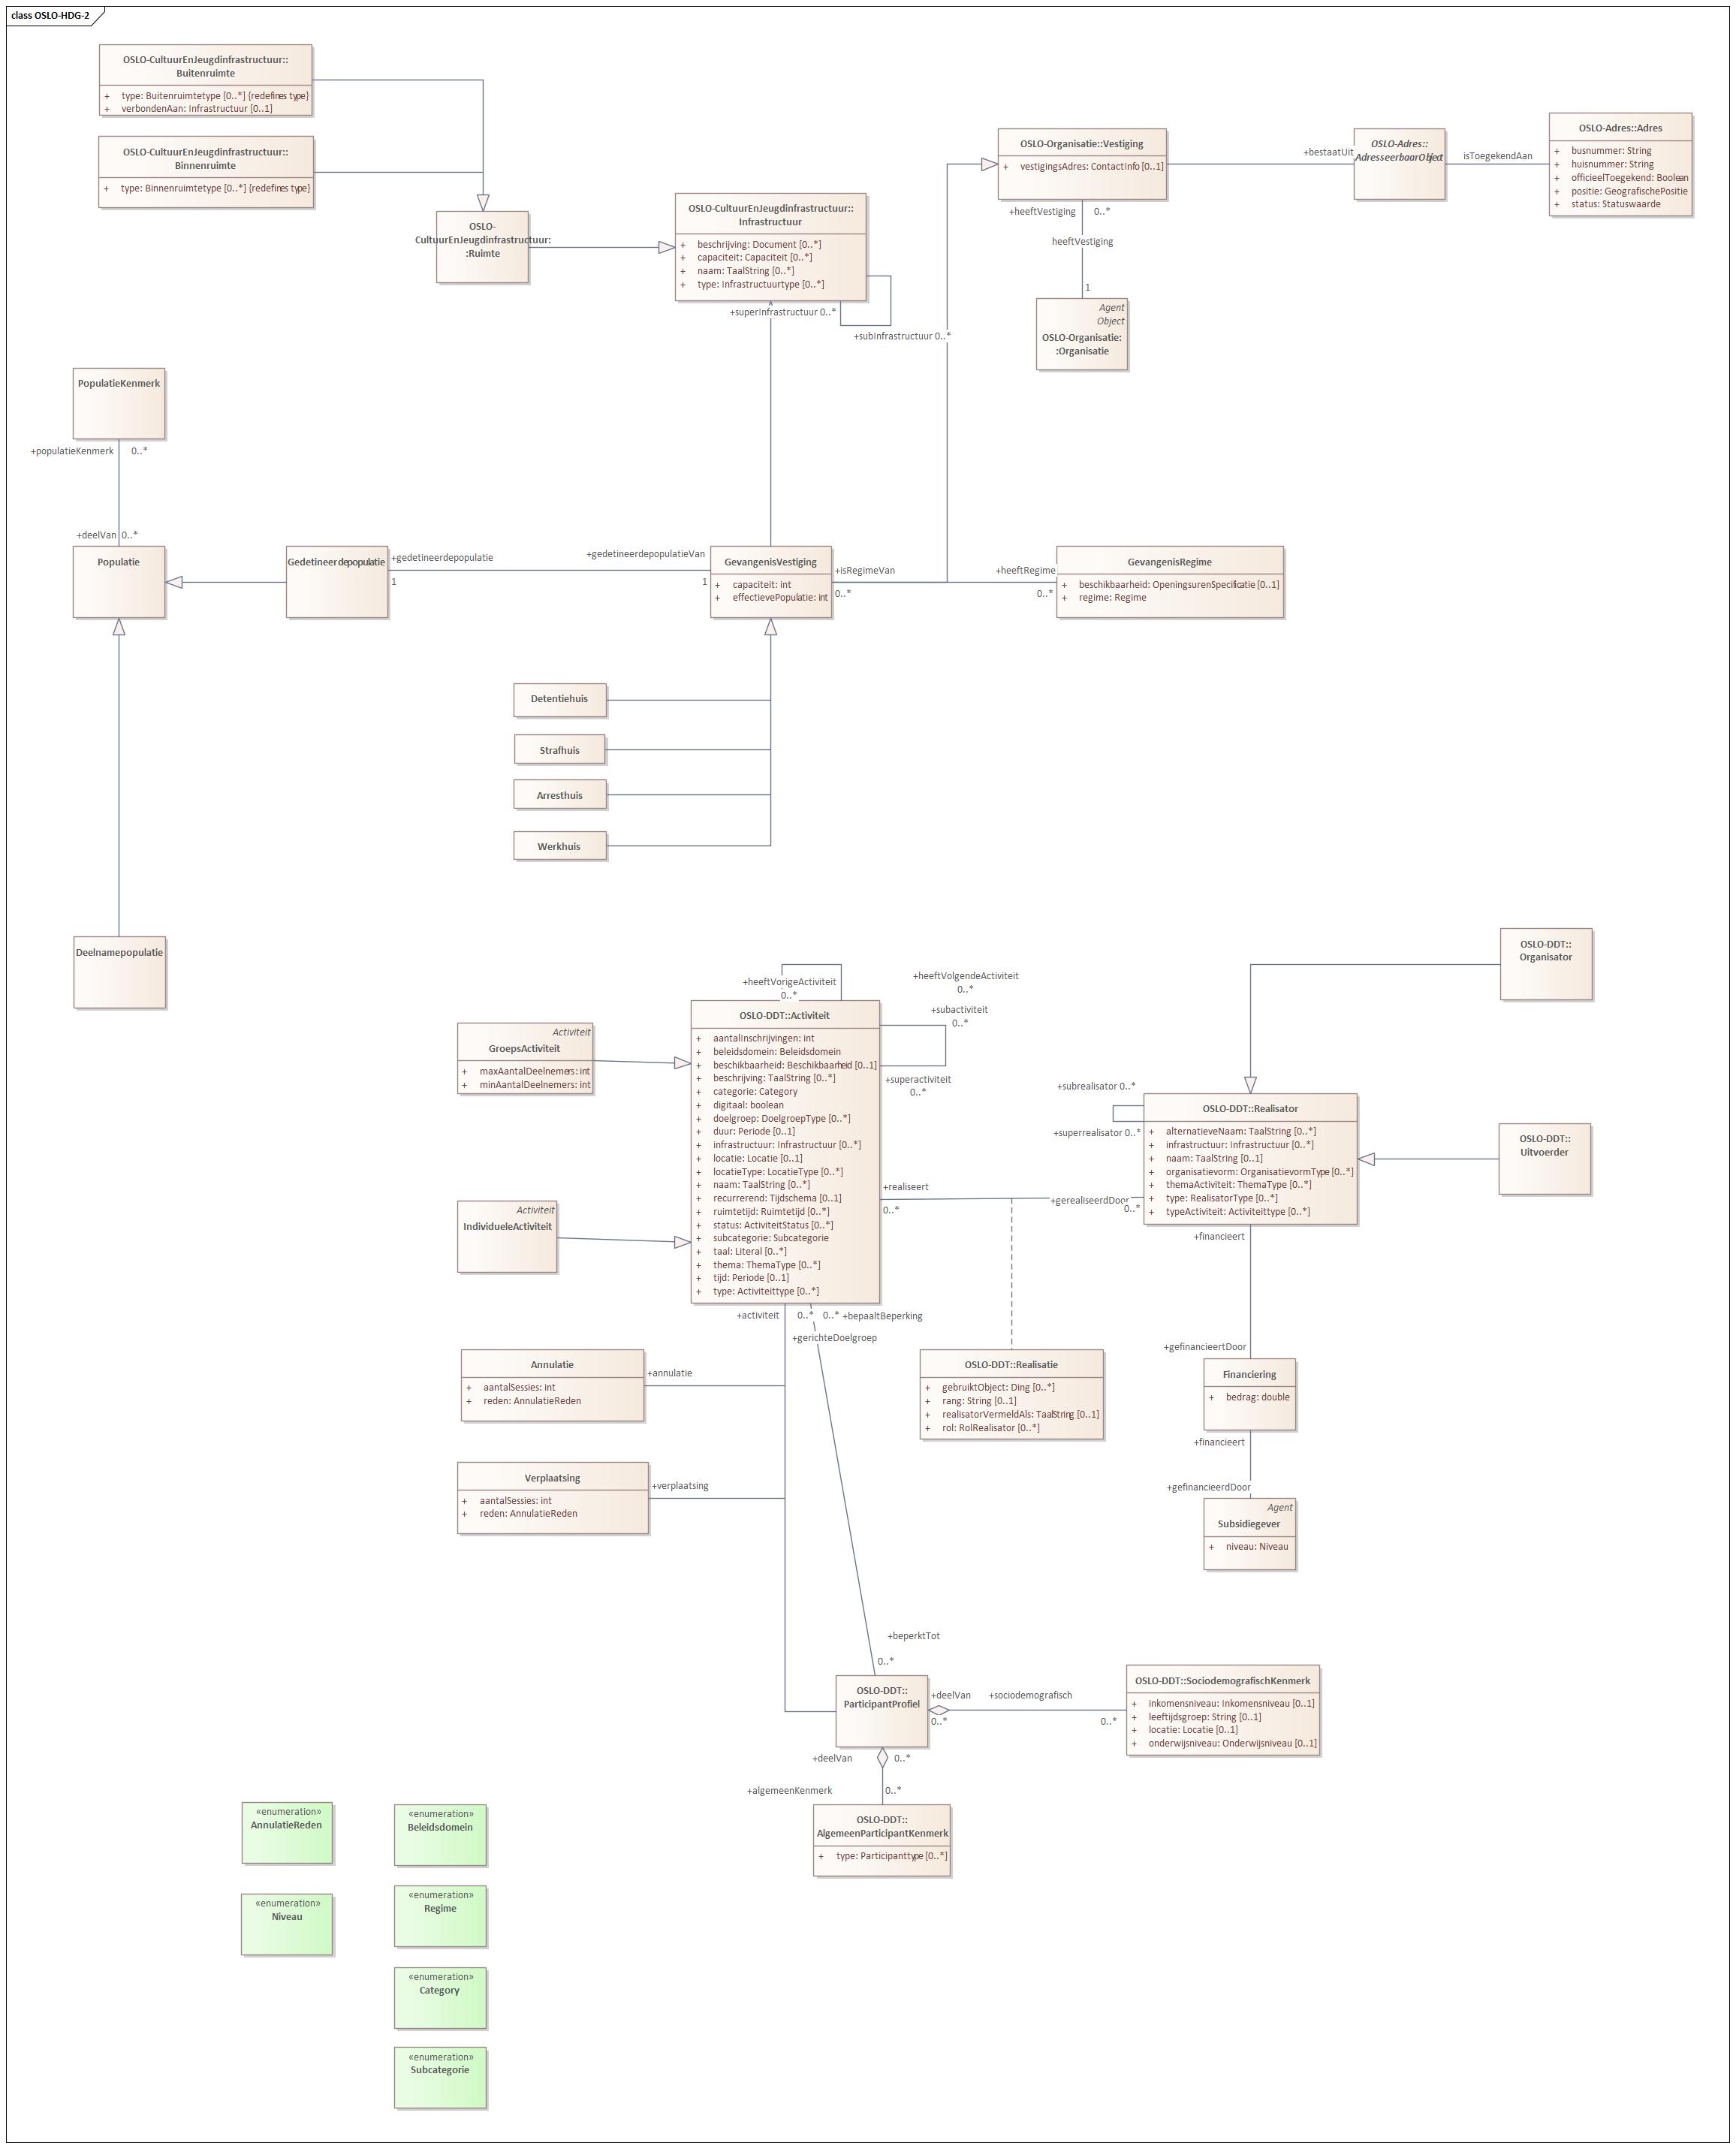 class OSLO-HDG-2
OSLO-CultuurEnJeugdinfrastructuur::
Buitenruimte
+ type: Buitenruimtetype [0..*] {redefines type}
+ verbondenAan: Infrastructuur [0..1]
OSLO-CultuurEnJeugdinfrastructuur::
Binnenruimte
+ type: Binnenruimtetype [0..*] {redefines type}
OSLO-
CultuurEnJeugdinfrastructuur:
:Ruimte
OSLO-CultuurEnJeugdinfrastructuur::
Infrastructuur
+ beschrijving: Document [0..*]
+ capaciteit: Capaciteit [0..*]
+ naam: TaalString [0..*]
+ type: Infrastructuurtype [0..*]
+superInfrastructuur 0..*
+subInfrastructuur 0..*
OSLO-Organisatie::Vestiging
+ vestigingsAdres: ContactInfo [0..1]
+bestaatUit
OSLO-Adres::
AdresseerbaarObject
isToegekendAan
OSLO-Adres::Adres
+ busnummer: String
+ huisnummer: String
+ officieelToegekend: Boolean
+ positie: GeografischePositie
+ status: Statuswaarde
+heeftVestiging 0..*
heeftVestiging
1
Agent
Object
OSLO-Organisatie:
:Organisatie
PopulatieKenmerk
+populatieKenmerk 0..*
+deelVan 0..*
Populatie
Gedetineerdepopulatie
+gedetineerdepopulatie
1
+gedetineerdepopulatieVan
1
GevangenisVestiging
+ capaciteit: int
+ effectievePopulatie: int
+isRegimeVan
0..*
+heeftRegime
0..*
GevangenisRegime
+ beschikbaarheid: OpeningsurenSpecificatie [0..1]
+ regime: Regime
Detentiehuis
Strafhuis
Arresthuis
Werkhuis
Deelnamepopulatie
OSLO-DDT::
Organisator
+heeftVorigeActiviteit
0..*
+heeftVolgendeActiviteit
0..*
+subactiviteit
0..*
+superactiviteit
0..*
Activiteit
GroepsActiviteit
+ maxAantalDeelnemers: int
+ minAantalDeelnemers: int
Activiteit
IndividueleActiviteit
OSLO-DDT::Activiteit
+ aantalInschrijvingen: int
+ beleidsdomein: Beleidsdomein
+ beschikbaarheid: Beschikbaarheid [0..1]
+ beschrijving: TaalString [0..*]
+ categorie: Category
+ digitaal: boolean
+ doelgroep: DoelgroepType [0..*]
+ duur: Periode [0..1]
+ infrastructuur: Infrastructuur [0..*]
+ locatie: Locatie [0..1]
+ locatieType: LocatieType [0..*]
+ naam: TaalString [0..*]
+ recurrerend: Tijdschema [0..1]
+ ruimtetijd: Ruimtetijd [0..*]
+ status: ActiviteitStatus [0..*]
+ subcategorie: Subcategorie
+ taal: Literal [0..*]
+ thema: ThemaType [0..*]
+ tijd: Periode [0..1]
+ type: Activiteittype [0..*]
+subrealisator 0..*
+superrealisator 0..*
OSLO-DDT::Realisator
+ alternatieveNaam: TaalString [0..*]
+ infrastructuur: Infrastructuur [0..*]
+ naam: TaalString [0..1]
+ organisatievorm: OrganisatievormType [0..*]
+ themaActiviteit: ThemaType [0..*]
+ type: RealisatorType [0..*]
+ typeActiviteit: Activiteittype [0..*]
OSLO-DDT::
Uitvoerder
+realiseert
0..*
+gerealiseerdDoor
0..*
+financieert
+activiteit 0..* 0..* +bepaaltBeperking
+gerichteDoelgroep
Annulatie
+ aantalSessies: int
+ reden: AnnulatieReden
+annulatie
OSLO-DDT::Realisatie
+ gebruiktObject: Ding [0..*]
+ rang: String [0..1]
+ realisatorVermeldAls: TaalString [0..1]
+ rol: RolRealisator [0..*]
+gefinancieertDoor
Financiering
+ bedrag: double
+financieert
+gefinancieerdDoor
Verplaatsing
+ aantalSessies: int
+ reden: AnnulatieReden
+verplaatsing
Agent
Subsidiegever
+ niveau: Niveau
+beperktTot
0..*
OSLO-DDT::
ParticipantProfiel
+deelVan
0..*
+sociodemografisch
0..*
OSLO-DDT::SociodemografischKenmerk
+ inkomensniveau: Inkomensniveau [0..1]
+ leeftijdsgroep: String [0..1]
+ locatie: Locatie [0..1]
+ onderwijsniveau: Onderwijsniveau [0..1]
+deelVan 0..*
+algemeenKenmerk 0..*
OSLO-DDT::
AlgemeenParticipantKenmerk
+ type: Participanttype [0..*]
«enumeration»
AnnulatieReden
«enumeration»
Beleidsdomein
«enumeration»
Niveau
«enumeration»
Regime
«enumeration»
Category
«enumeration»
Subcategorie